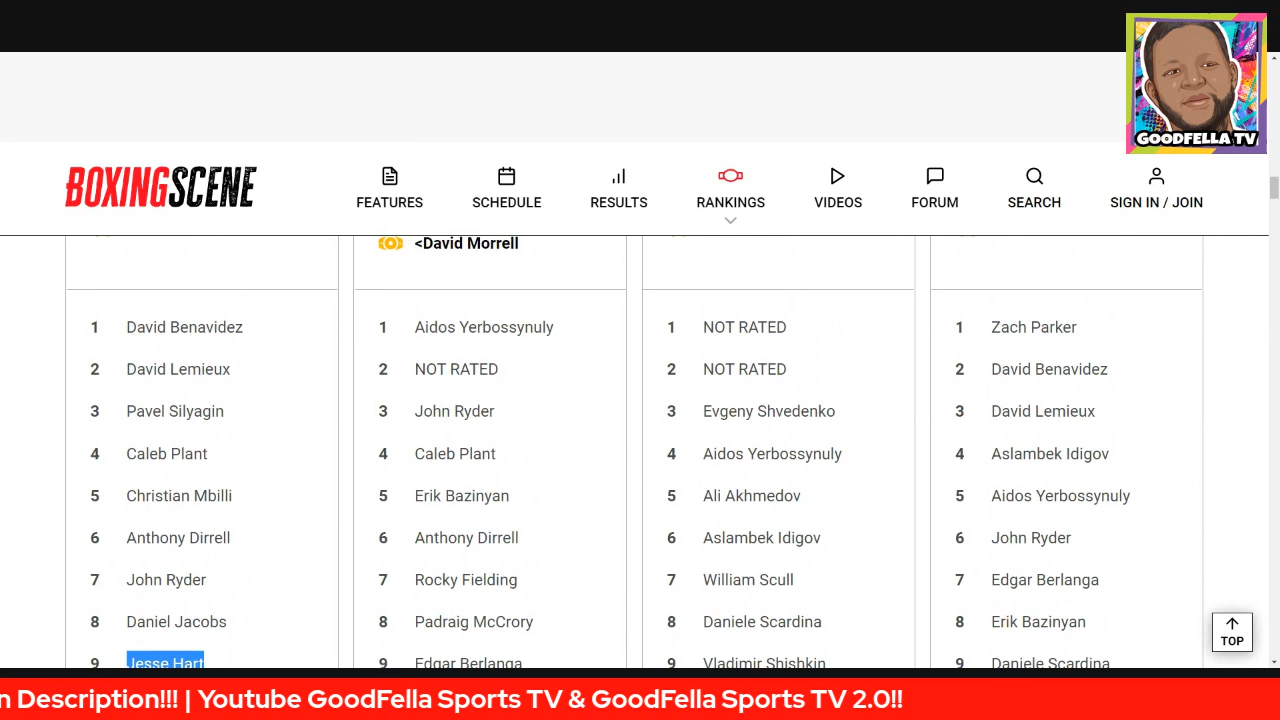 GOODFELLA TV
BOXINGSCENE
FEATURES
SCHEDULE
RESULTS
RANKINGS
VIDEOS
FORUM
SEARCH
SIGN IN / JOIN
<David Morrell
1 David Benavidez
2 David Lemieux
3 Pavel Silyagin
4 Caleb Plant
5 Christian Mbilli
6 Anthony Dirrell
7 John Ryder
8 Daniel Jacobs
9 Jesse Hart
1 Aidos Yerbossynuly
2 NOT RATED
3 John Ryder
4 Caleb Plant
5 Erik Bazinyan
6 Anthony Dirrell
7 Rocky Fielding
8 Padraig McCrory
9 Edgar Berlanga
1 NOT RATED
2 NOT RATED
3 Evgeny Shvedenko
4 Aidos Yerbossynuly
5 Ali Akhmedov
6 Aslambek Idigov
7 William Scull
8 Daniele Scardina
9 Vladimir Shishkin
1 Zach Parker
2 David Benavidez
3 David Lemieux
4 Aslambek Idigov
5 Aidos Yerbossynuly
6 John Ryder
7 Edgar Berlanga
8 Erik Bazinyan
9 Daniele Scardina
TOP
n Description!!! | Youtube GoodFella Sports TV & GoodFella Sports TV 2.0!!